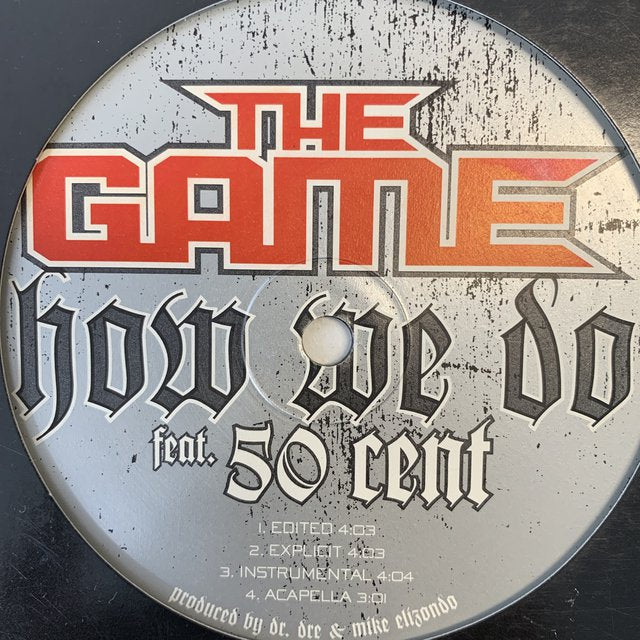 THE
GAME
how we do
feat. 50 cent
1. EDITED 4:03
2. EXPLICIT 4:03
3. INSTRUMENTAL 4:04
4. ACAPELLA 3:01
produced by dr. dre & mike elizondo